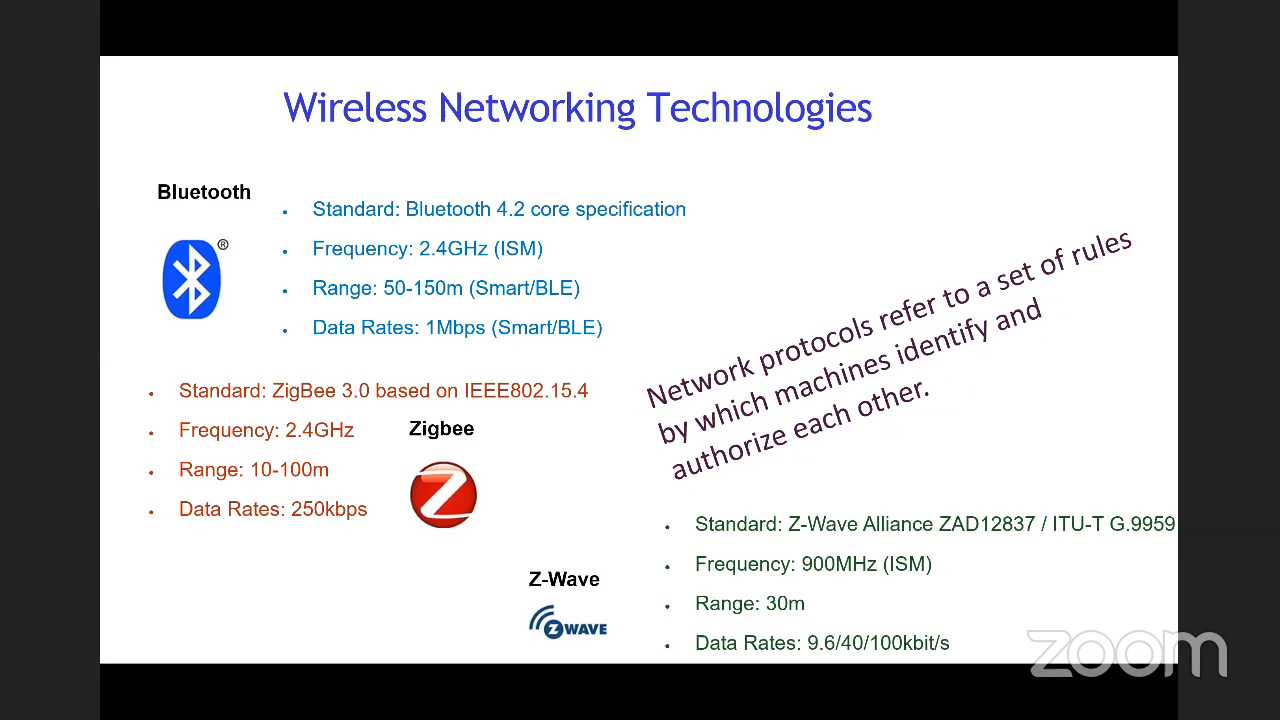 Wireless Networking Technologies
Bluetooth
®
• Standard: Bluetooth 4.2 core specification
• Frequency: 2.4GHz (ISM)
• Range: 50-150m (Smart/BLE)
• Data Rates: 1Mbps (Smart/BLE)
Network protocols refer to a set of rules
by which machines identify and
authorize each other.
• Standard: ZigBee 3.0 based on IEEE802.15.4
• Frequency: 2.4GHz
• Range: 10-100m
• Data Rates: 250kbps
Zigbee
Z
Z-Wave
Z WAVE
• Standard: Z-Wave Alliance ZAD12837 / ITU-T G.9959
• Frequency: 900MHz (ISM)
• Range: 30m
• Data Rates: 9.6/40/100kbit/s
zoom